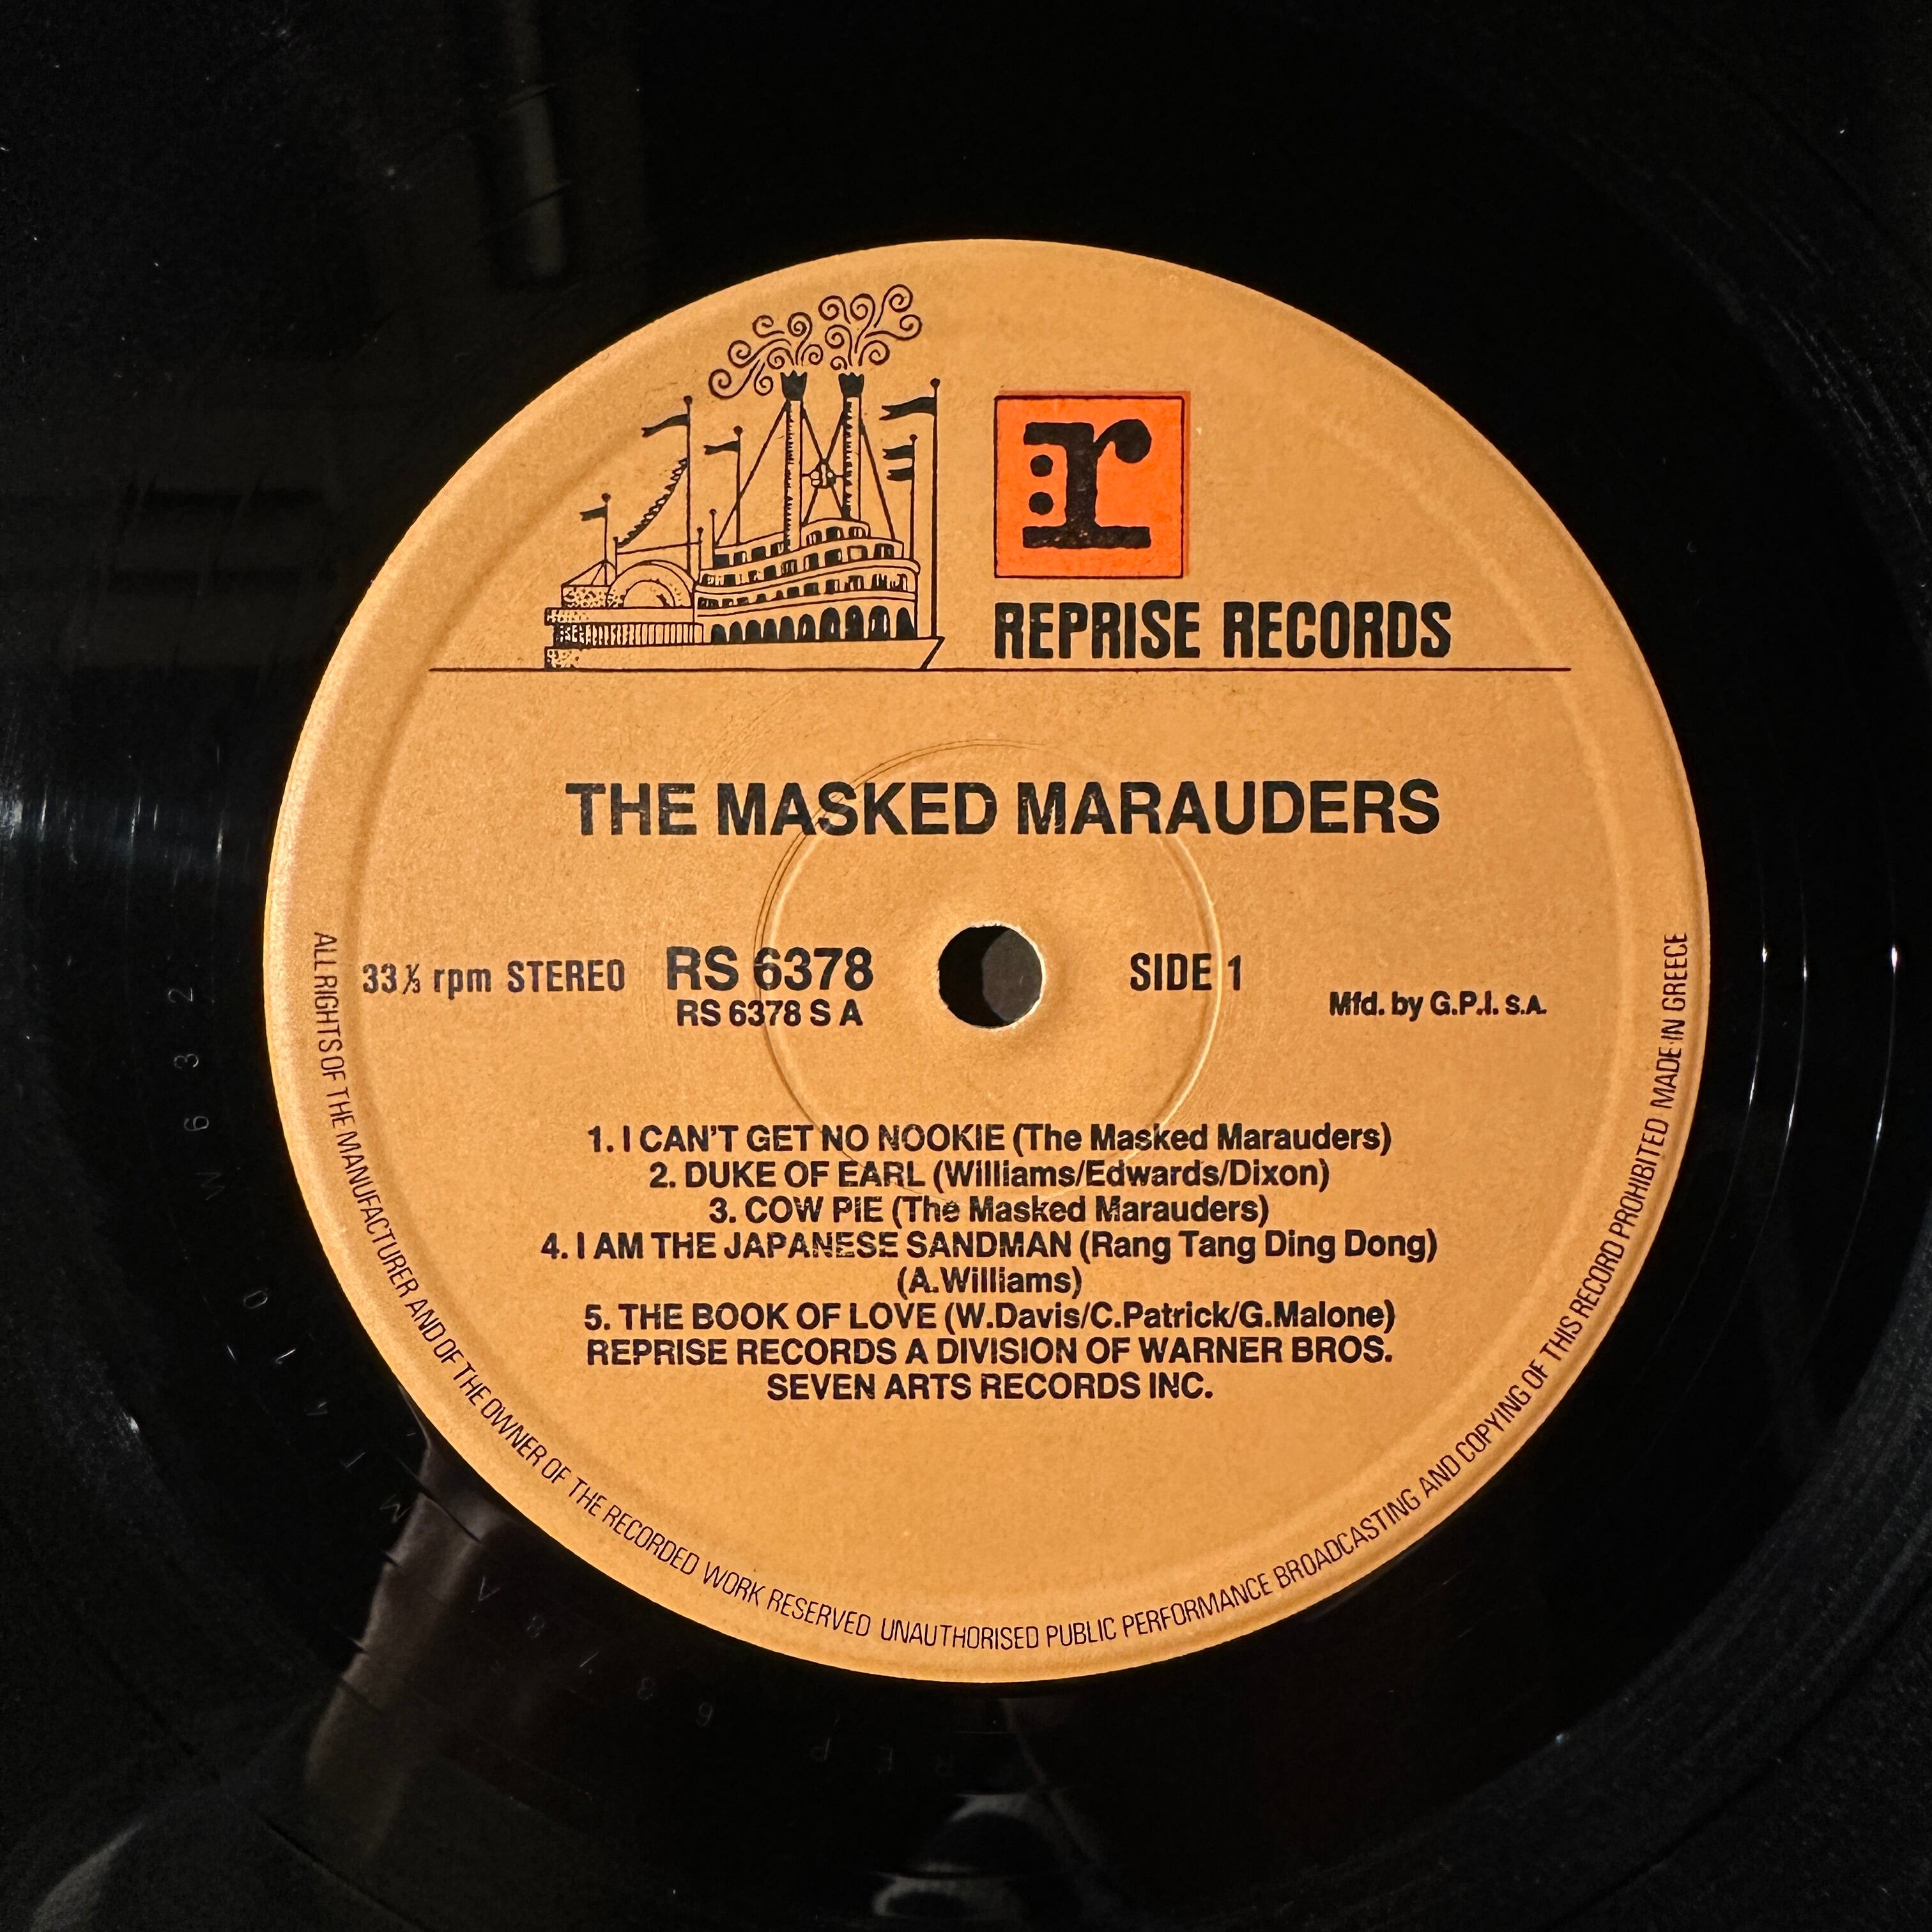 r
REPRISE RECORDS
THE MASKED MARAUDERS
33⅓ rpm STEREO
RS 6378
RS 6378 S A
SIDE 1
Mfd. by G.P.I. S.A.
1. I CAN'T GET NO NOOKIE (The Masked Marauders)
2. DUKE OF EARL (Williams/Edwards/Dixon)
3. COW PIE (The Masked Marauders)
4. I AM THE JAPANESE SANDMAN (Rang Tang Ding Dong)
(A.Williams)
5. THE BOOK OF LOVE (W.Davis/C.Patrick/G.Malone)
REPRISE RECORDS A DIVISION OF WARNER BROS.
SEVEN ARTS RECORDS INC.
ALL RIGHTS OF THE MANUFACTURER AND OF THE OWNER OF THE RECORDED WORK RESERVED UNAUTHORISED PUBLIC PERFORMANCE BROADCASTING AND COPYING OF THIS RECORD PROHIBITED MADE IN GREECE